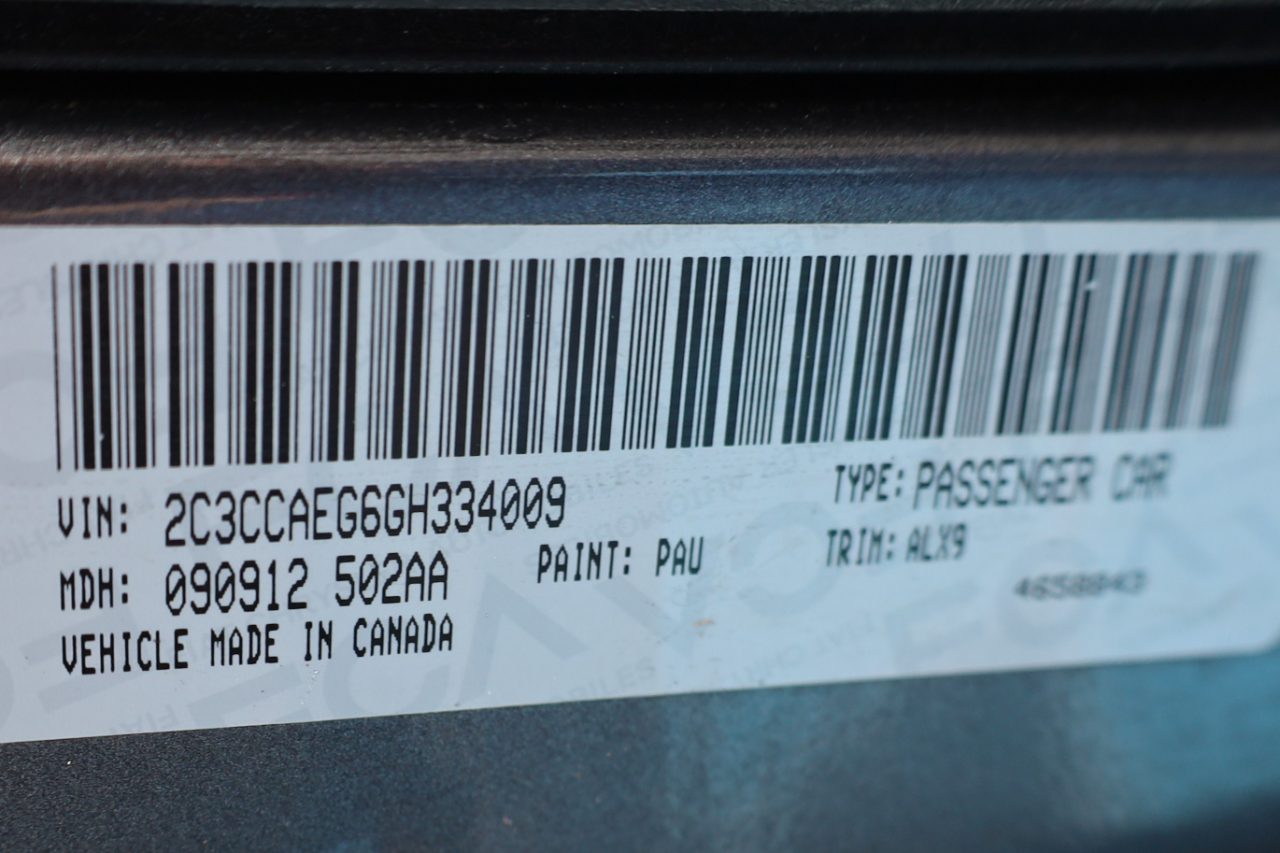 VIN: 2C3CCAEG6GH334009
TYPE: PASSENGER CAR
MDH: 090912 502AA
PAINT: PAU
TRIM: ALX9
VEHICLE MADE IN CANADA